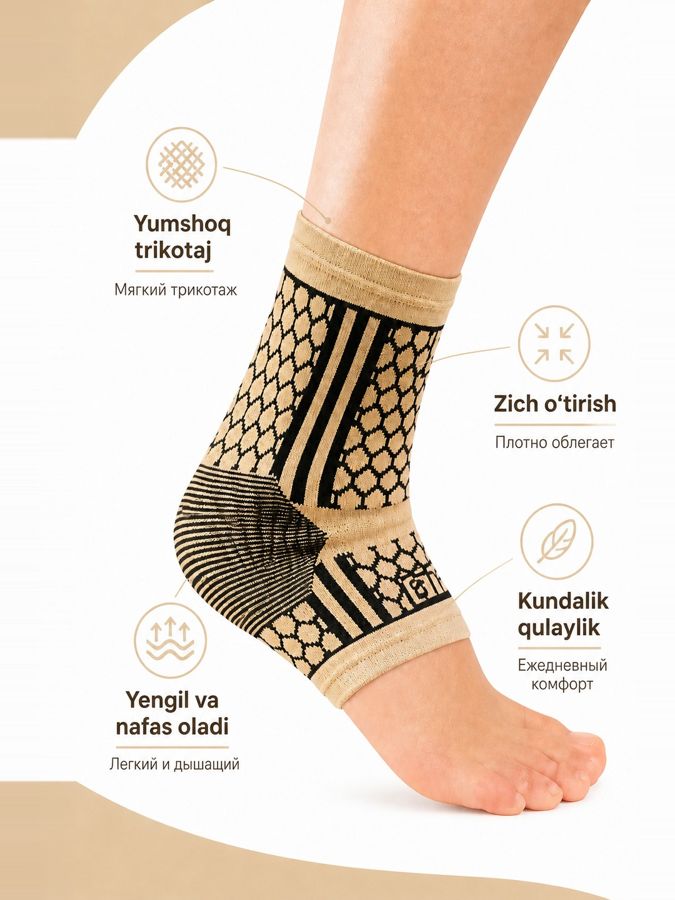 Yumshoq
trikotaj
Мягкий трикотаж
Zich o‘tirish
Плотно облегает
Kundalik
qulaylik
Ежедневный
комфорт
Yengil va
nafas oladi
Легкий и дышащий